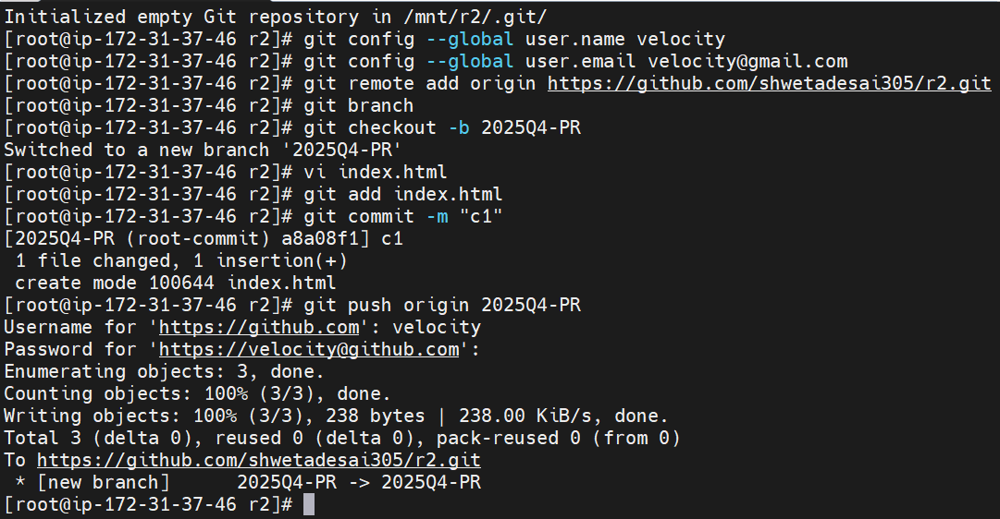 Initialized empty Git repository in /mnt/r2/.git/
[root@ip-172-31-37-46 r2]# git config --global user.name velocity
[root@ip-172-31-37-46 r2]# git config --global user.email velocity@gmail.com
[root@ip-172-31-37-46 r2]# git remote add origin https://github.com/shwetadesai305/r2.git
[root@ip-172-31-37-46 r2]# git branch
[root@ip-172-31-37-46 r2]# git checkout -b 2025Q4-PR
Switched to a new branch '2025Q4-PR'
[root@ip-172-31-37-46 r2]# vi index.html
[root@ip-172-31-37-46 r2]# git add index.html
[root@ip-172-31-37-46 r2]# git commit -m "c1"
[2025Q4-PR (root-commit) a8a08f1] c1
 1 file changed, 1 insertion(+)
 create mode 100644 index.html
[root@ip-172-31-37-46 r2]# git push origin 2025Q4-PR
Username for 'https://github.com': velocity
Password for 'https://velocity@github.com':
Enumerating objects: 3, done.
Counting objects: 100% (3/3), done.
Writing objects: 100% (3/3), 238 bytes | 238.00 KiB/s, done.
Total 3 (delta 0), reused 0 (delta 0), pack-reused 0 (from 0)
To https://github.com/shwetadesai305/r2.git
 * [new branch]      2025Q4-PR -> 2025Q4-PR
[root@ip-172-31-37-46 r2]#